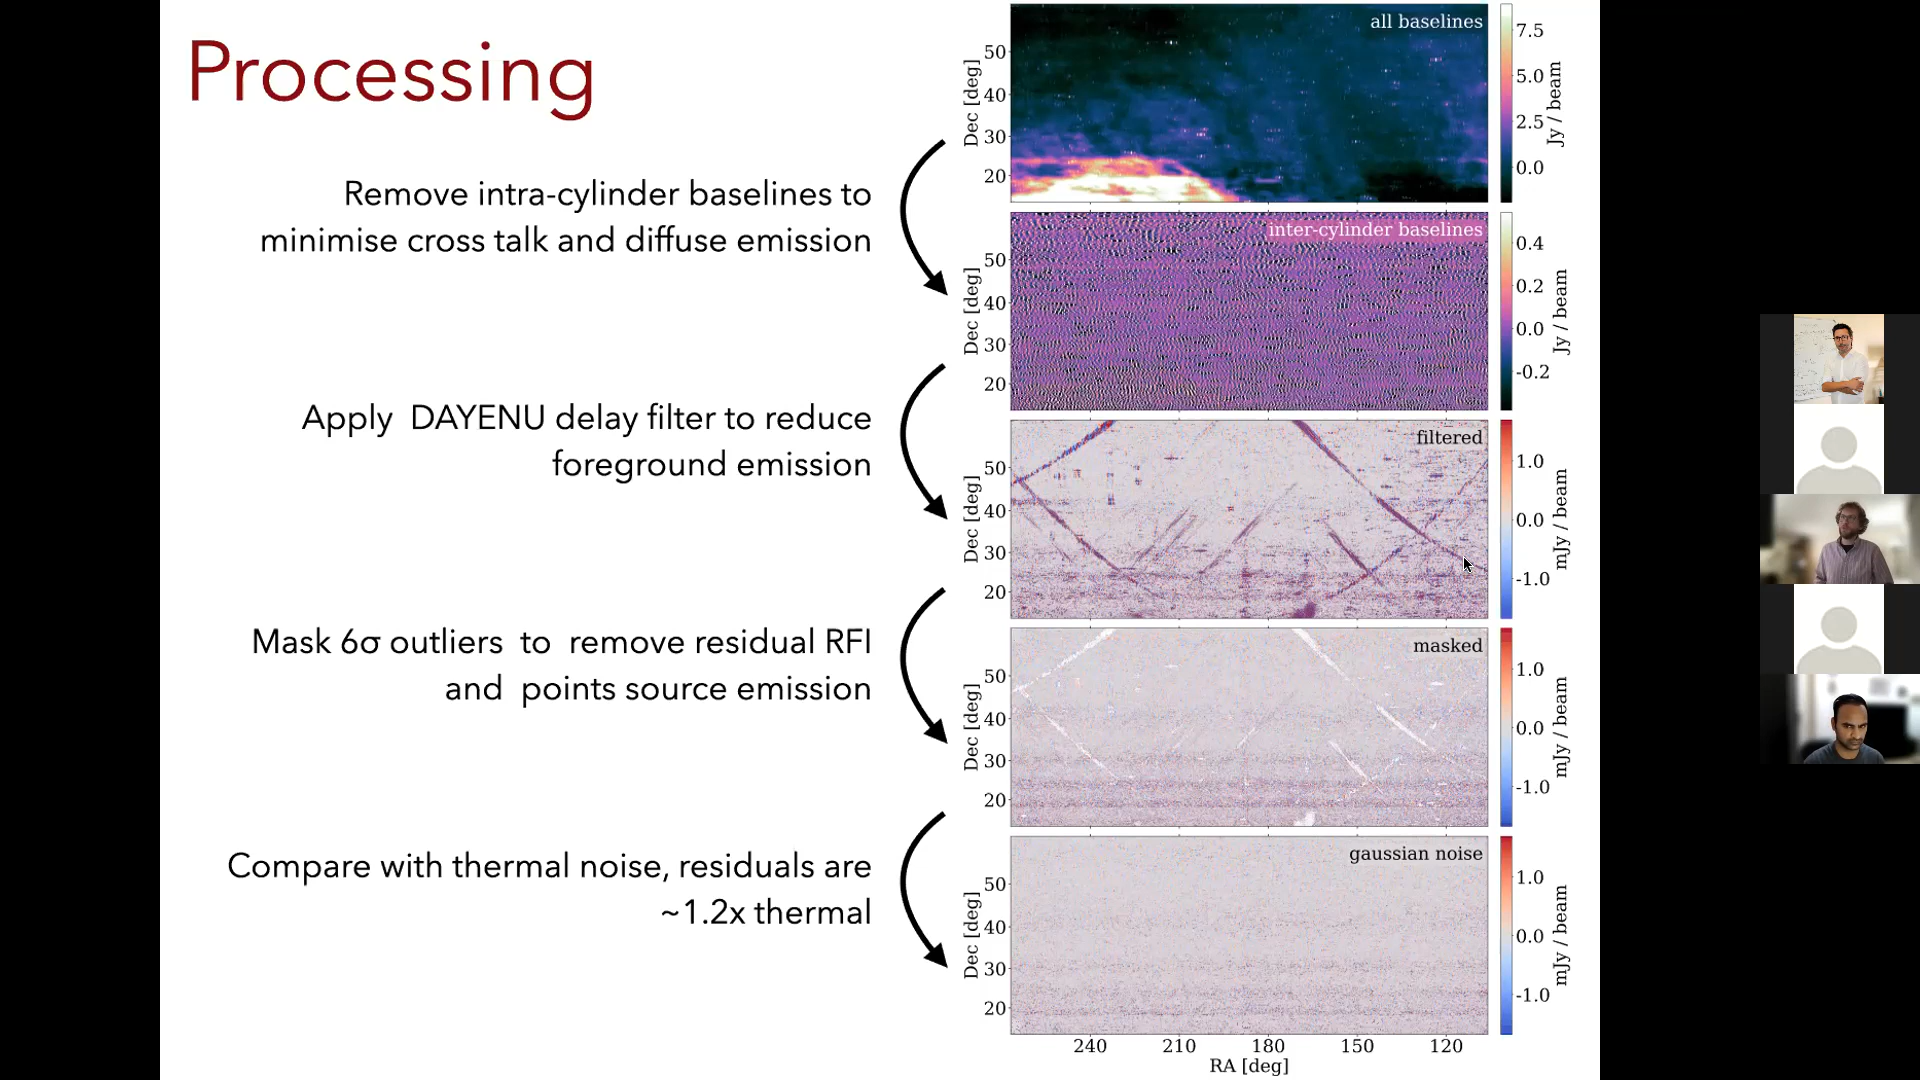 Processing
Remove intra-cylinder baselines to
minimise cross talk and diffuse emission
Apply DAYENU delay filter to reduce
foreground emission
Mask 6σ outliers to remove residual RFI
and points source emission
Compare with thermal noise, residuals are
~1.2x thermal
all baselines
Dec [deg]
50
40
30
20
7.5
5.0
2.5
0.0
Jy / beam
inter-cylinder baselines
Dec [deg]
50
40
30
20
0.4
0.2
0.0
-0.2
Jy / beam
filtered
Dec [deg]
50
40
30
20
1.0
0.0
-1.0
mJy / beam
masked
Dec [deg]
50
40
30
20
1.0
0.0
-1.0
mJy / beam
gaussian noise
Dec [deg]
50
40
30
20
1.0
0.0
-1.0
mJy / beam
240 210 180 150 120
RA [deg]